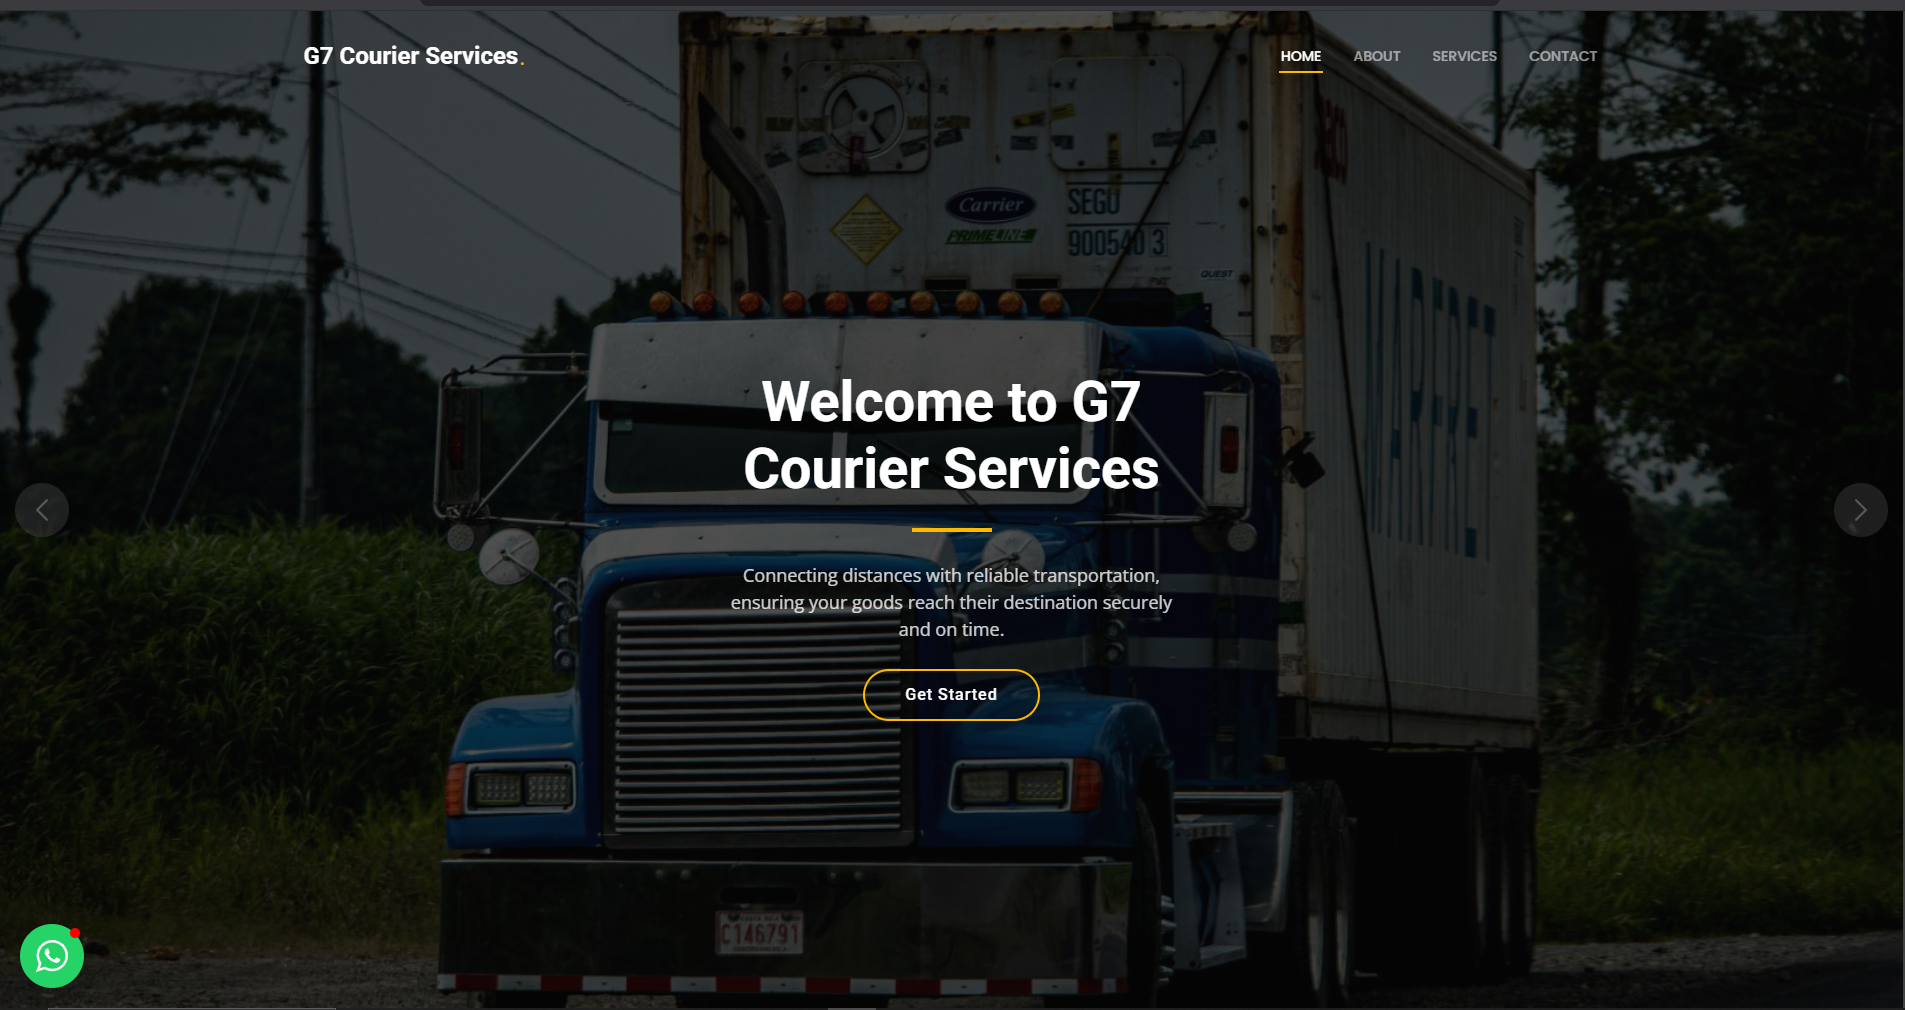 G7 Courier Services.
HOME ABOUT SERVICES CONTACT
Carrier
PRIMELINE
SEGU
900540 3
QUEST
Welcome to G7
Courier Services
Connecting distances with reliable transportation,
ensuring your goods reach their destination securely
and on time.
Get Started
C146791